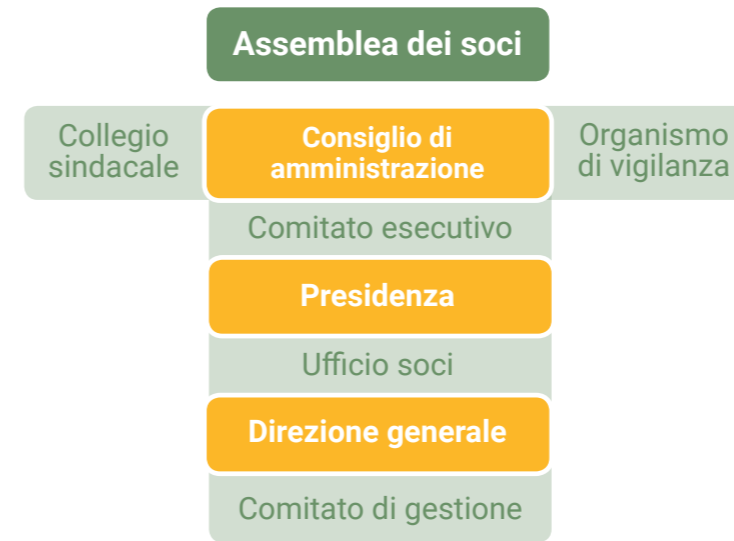 Assemblea dei soci
Collegio
sindacale
Consiglio di
amministrazione
Organismo
di vigilanza
Comitato esecutivo
Presidenza
Ufficio soci
Direzione generale
Comitato di gestione